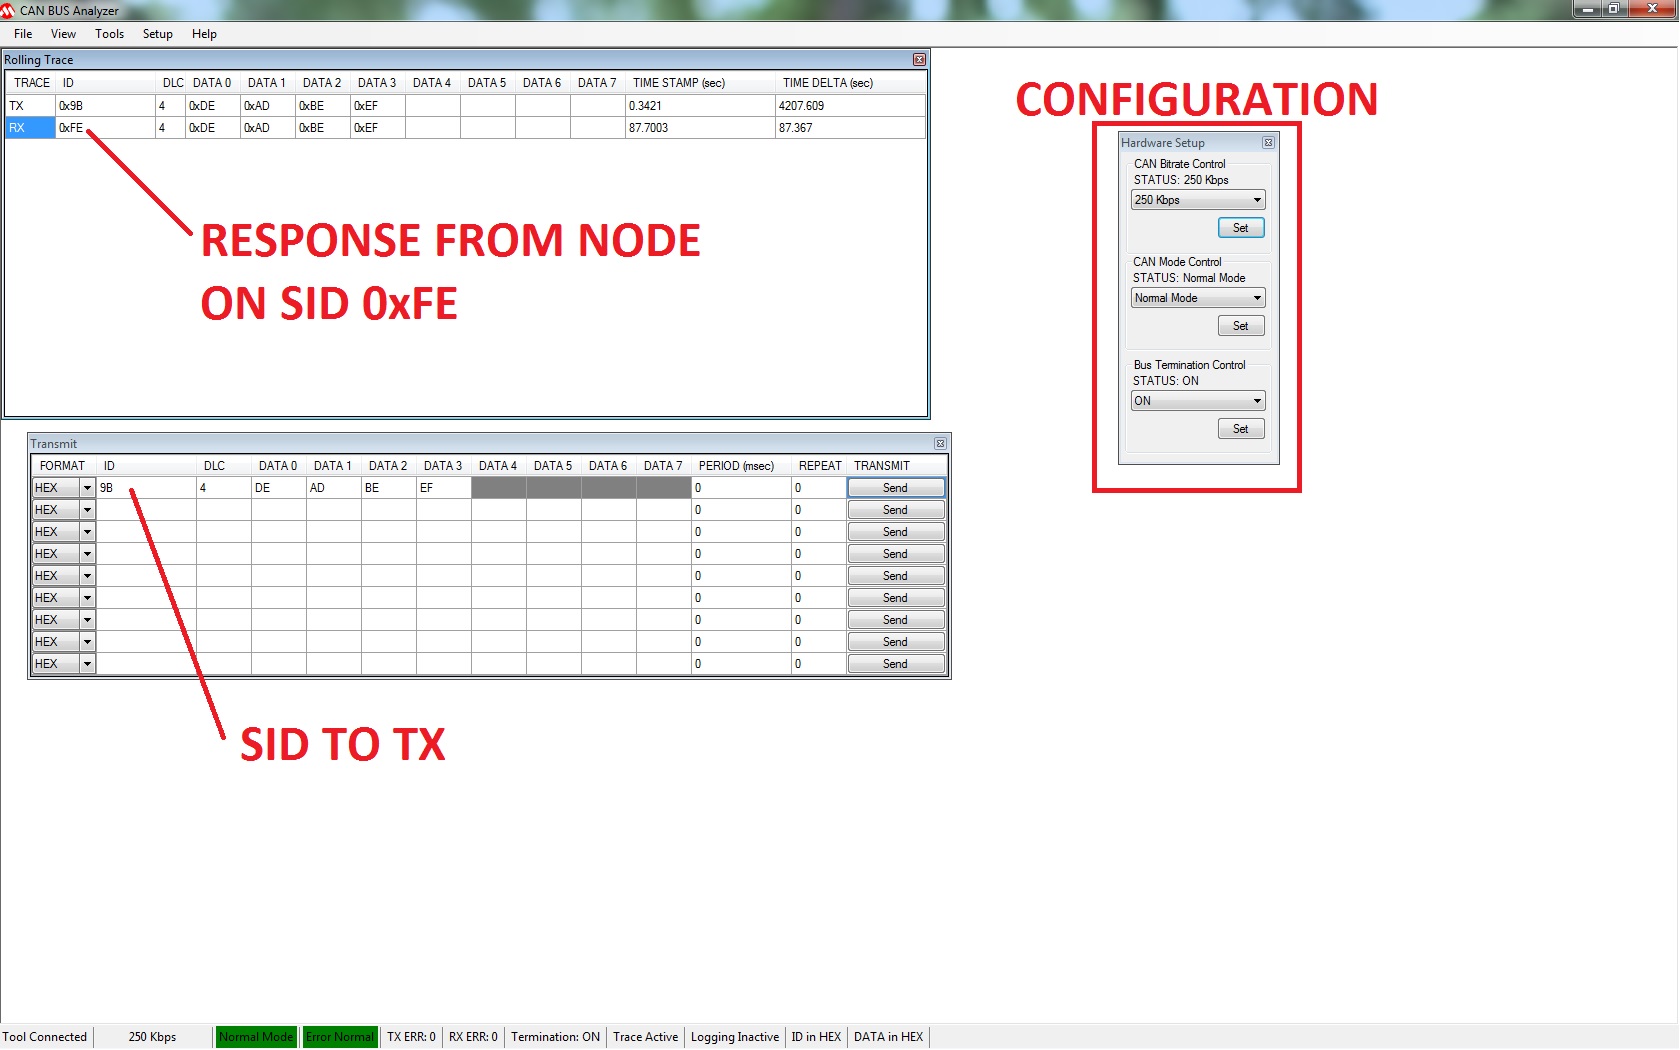 CAN BUS Analyzer
File View Tools Setup Help
Rolling Trace
TRACE ID DLC DATA 0 DATA 1 DATA 2 DATA 3 DATA 4 DATA 5 DATA 6 DATA 7 TIME STAMP (sec) TIME DELTA (sec)
TX 0x9B 4 0xDE 0xAD 0xBE 0xEF 0.3421 4207.609
RX 0xFE 4 0xDE 0xAD 0xBE 0xEF 87.7003 87.367
RESPONSE FROM NODE
ON SID 0xFE
CONFIGURATION
Hardware Setup
CAN Bitrate Control
STATUS: 250 Kbps
250 Kbps
Set
CAN Mode Control
STATUS: Normal Mode
Normal Mode
Set
Bus Termination Control
STATUS: ON
ON
Set
Transmit
FORMAT ID DLC DATA 0 DATA 1 DATA 2 DATA 3 DATA 4 DATA 5 DATA 6 DATA 7 PERIOD (msec) REPEAT TRANSMIT
HEX 9B 4 DE AD BE EF 0 0 Send
HEX 0 0 Send
HEX 0 0 Send
HEX 0 0 Send
HEX 0 0 Send
HEX 0 0 Send
HEX 0 0 Send
HEX 0 0 Send
HEX 0 0 Send
SID TO TX
Tool Connected 250 Kbps Normal Mode Error Normal TX ERR: 0 RX ERR: 0 Termination: ON Trace Active Logging Inactive ID in HEX DATA in HEX